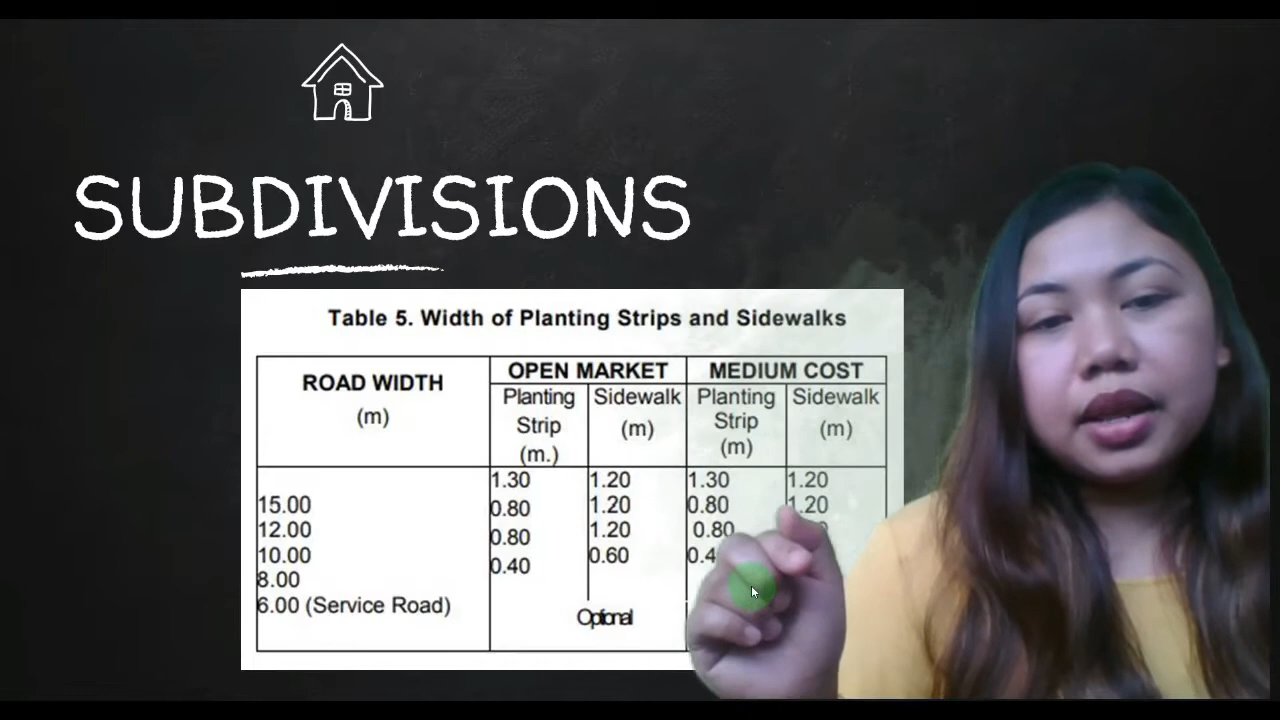 SUBDIVISIONS
Table 5. Width of Planting Strips and Sidewalks
ROAD WIDTH
(m)
OPEN MARKET
MEDIUM COST
Planting
Strip
(m.)
Sidewalk
(m)
Planting
Strip
(m)
Sidewalk
(m)
1.30 1.20 1.30 1.20
15.00 0.80 1.20 0.80 1.20
12.00 0.80 1.20 0.80
10.00 0.40 0.60
8.00
6.00 (Service Road)
Optional